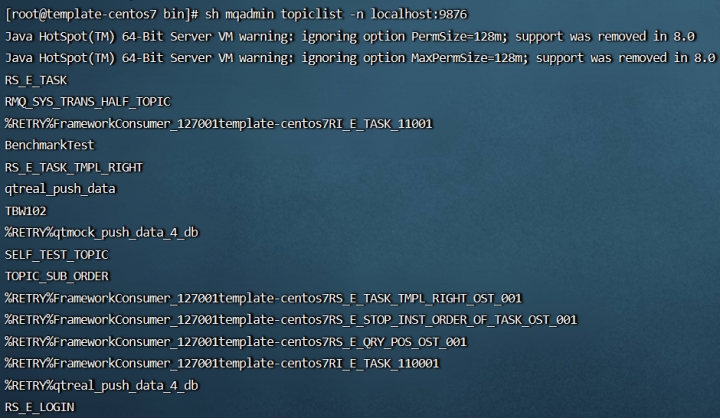 [root@template-centos7 bin]# sh mqadmin topiclist -n localhost:9876
Java HotSpot(TM) 64-Bit Server VM warning: ignoring option PermSize=128m; support was removed in 8.0
Java HotSpot(TM) 64-Bit Server VM warning: ignoring option MaxPermSize=128m; support was removed in 8.0
RS_E_TASK
RMQ_SYS_TRANS_HALF_TOPIC
%RETRY%FrameworkConsumer_127001template-centos7RI_E_TASK_11001
BenchmarkTest
RS_E_TASK_TMPL_RIGHT
qtreal_push_data
TBW102
%RETRY%qtmock_push_data_4_db
SELF_TEST_TOPIC
TOPIC_SUB_ORDER
%RETRY%FrameworkConsumer_127001template-centos7RS_E_TASK_TMPL_RIGHT_OST_001
%RETRY%FrameworkConsumer_127001template-centos7RS_E_STOP_INST_ORDER_OF_TASK_OST_001
%RETRY%FrameworkConsumer_127001template-centos7RS_E_QRY_POS_OST_001
%RETRY%FrameworkConsumer_127001template-centos7RI_E_TASK_110001
%RETRY%qtreal_push_data_4_db
RS_E_LOGIN